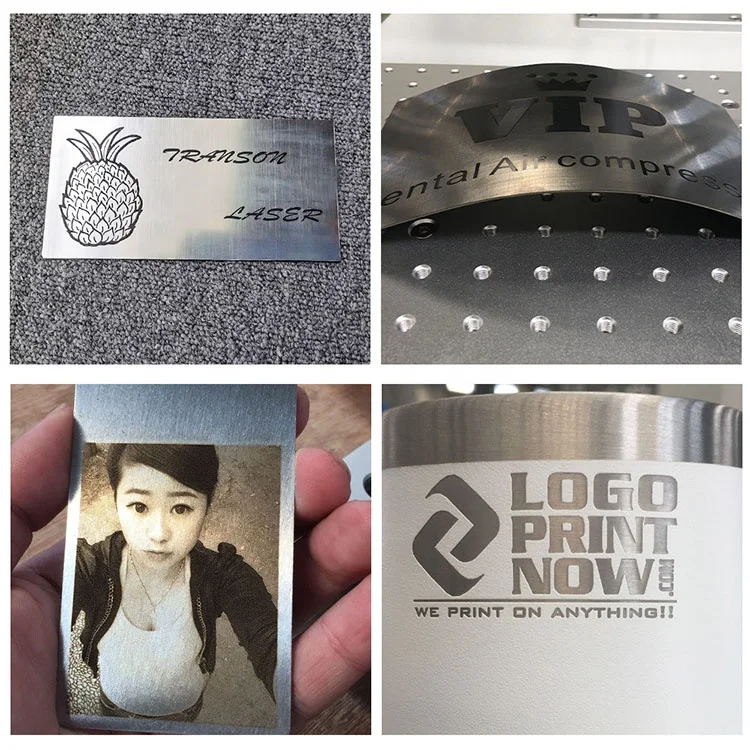 TRANSON
LASER
VIP
ental Air compress
LOGO
PRINT
NOW.COM
WE PRINT ON ANYTHING!!